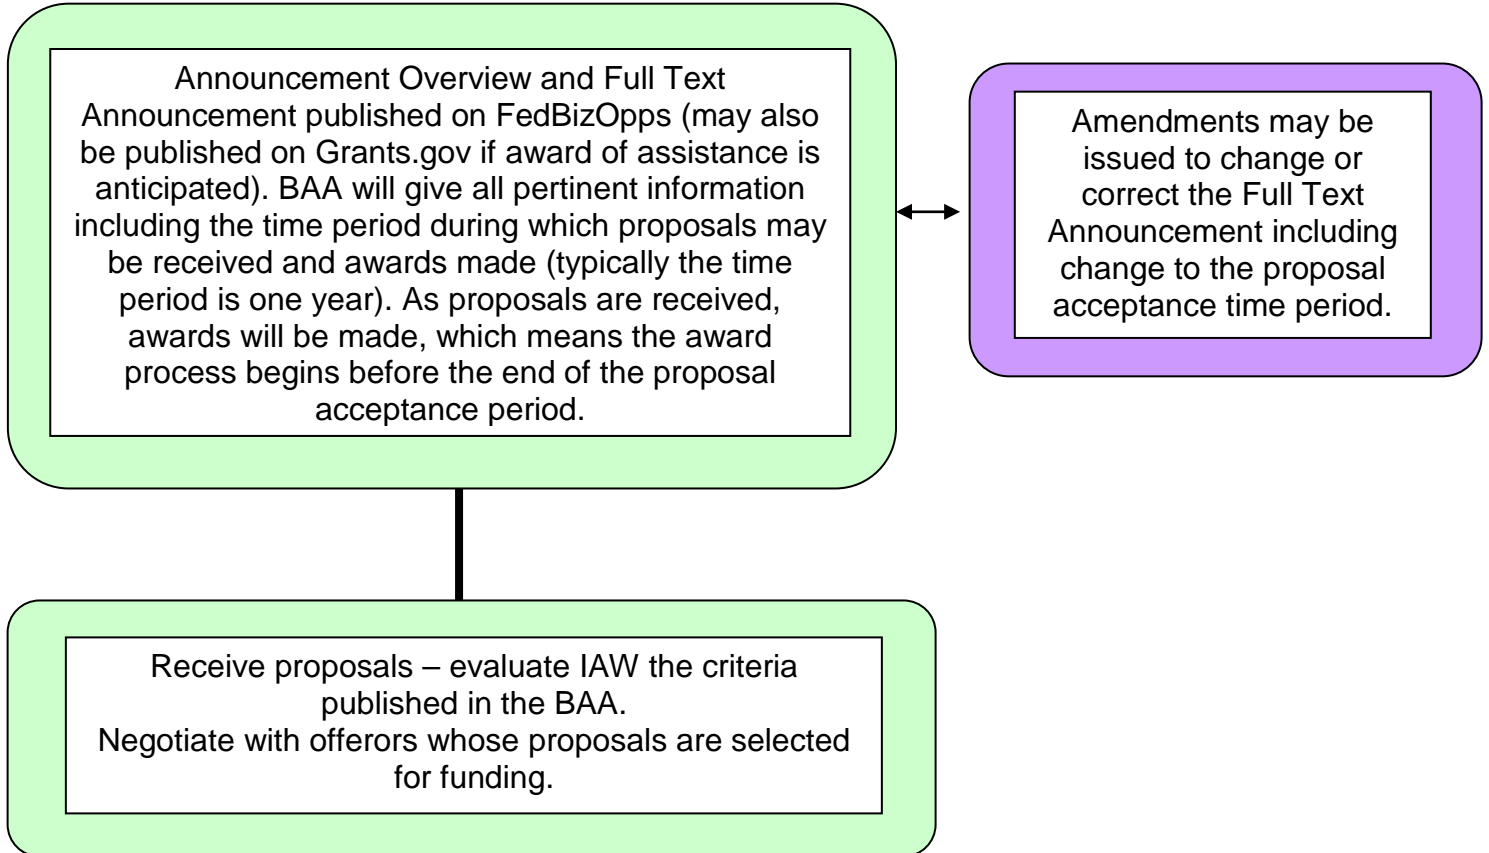 Announcement Overview and Full Text
Announcement published on FedBizOpps (may also
be published on Grants.gov if award of assistance is
anticipated). BAA will give all pertinent information
including the time period during which proposals may
be received and awards made (typically the time
period is one year). As proposals are received,
awards will be made, which means the award
process begins before the end of the proposal
acceptance period.
Amendments may be
issued to change or
correct the Full Text
Announcement including
change to the proposal
acceptance time period.
Receive proposals – evaluate IAW the criteria
published in the BAA.
Negotiate with offerors whose proposals are selected
for funding.